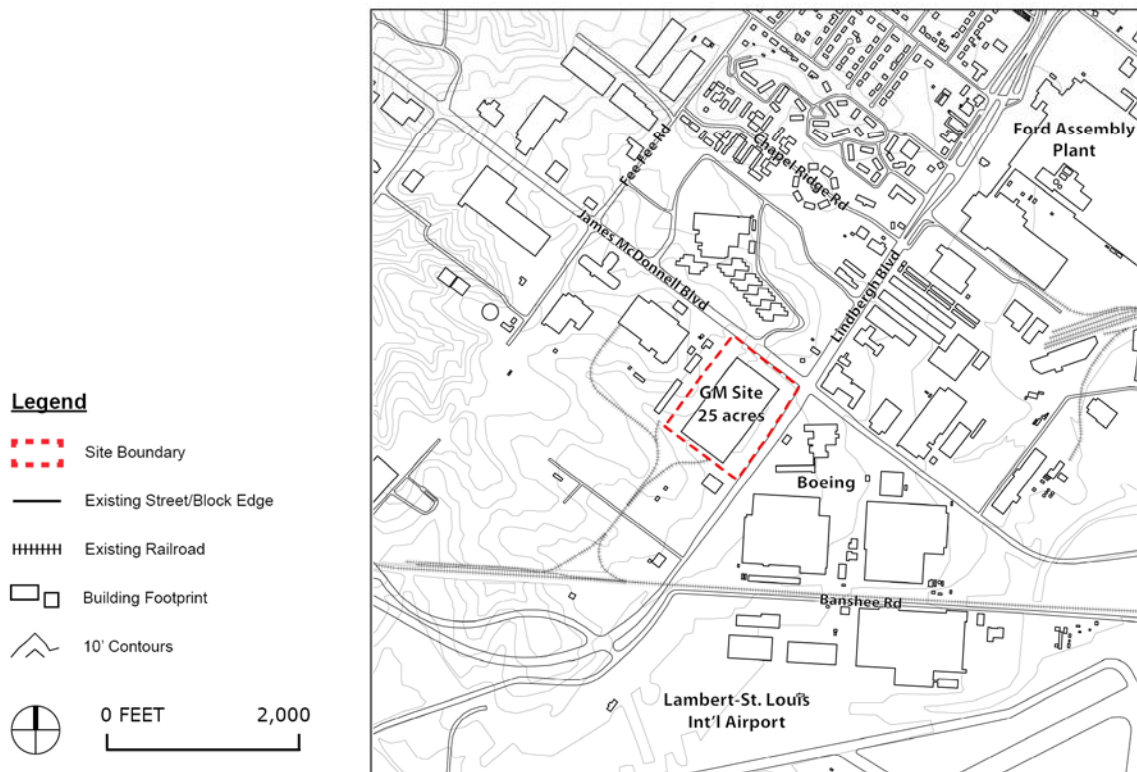 Legend
Site Boundary
Existing Street/Block Edge
Existing Railroad
Building Footprint
10' Contours
0 FEET 2,000
Ford Assembly
Plant
Fee Fee Rd
Chapel Ridge Rd
James McDonnell Blvd
Lindbergh Blvd
GM Site
25 acres
Boeing
Banshee Rd
Lambert-St. Louis
Int'l Airport